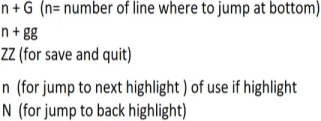 n + G (n= number of line where to jump at bottom)
n + gg
ZZ (for save and quit)
n (for jump to next highlight ) of use if highlight
N (for jump to back highlight)